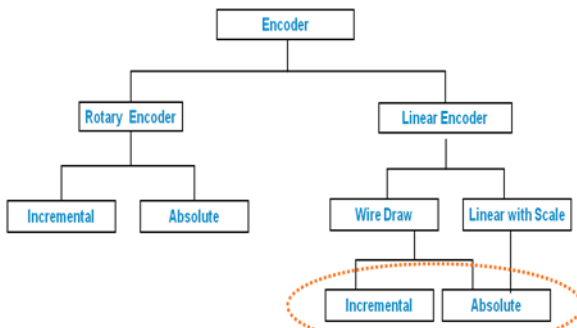 Encoder
Rotary Encoder
Linear Encoder
Incremental
Absolute
Wire Draw
Linear with Scale
Incremental
Absolute